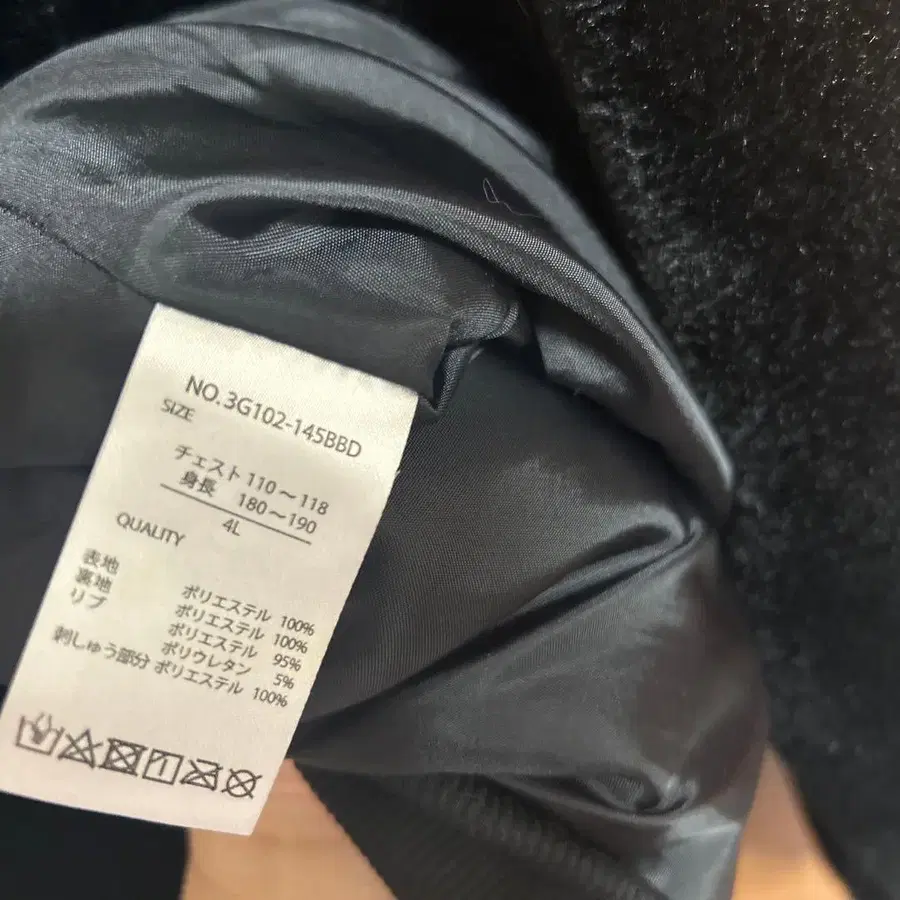 NO.3G102-145BBD
SIZE
チェスト 110～118
身長 180～190
4L
QUALITY
表地 ポリエステル 100%
裏地 ポリエステル 100%
リブ ポリエステル 95%
ポリウレタン 5%
刺しゅう部分 ポリエステル 100%